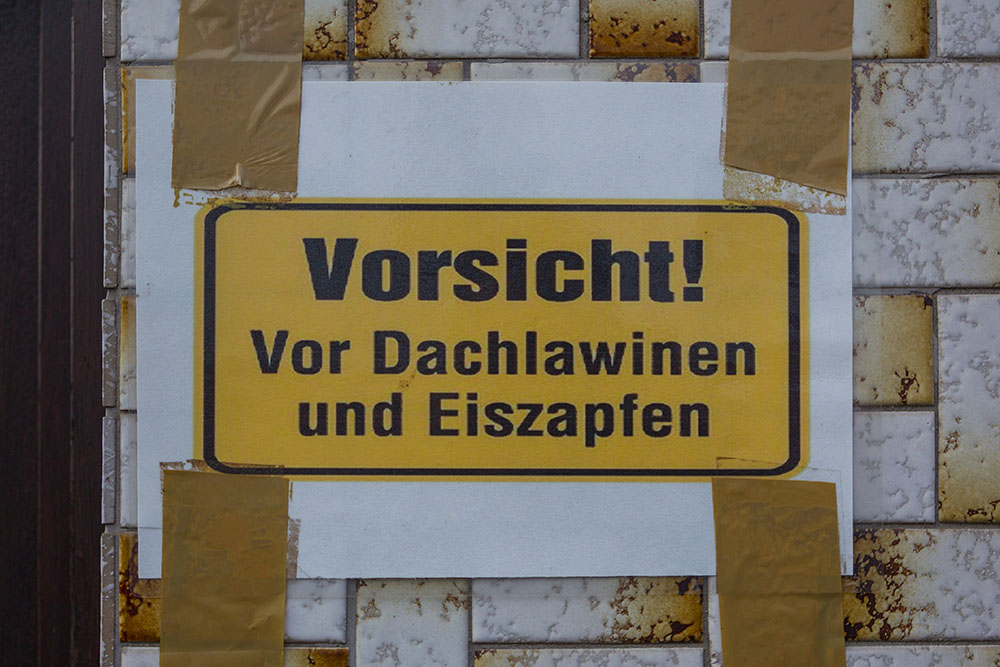 Vorsicht!
Vor Dachlawinen
und Eiszapfen